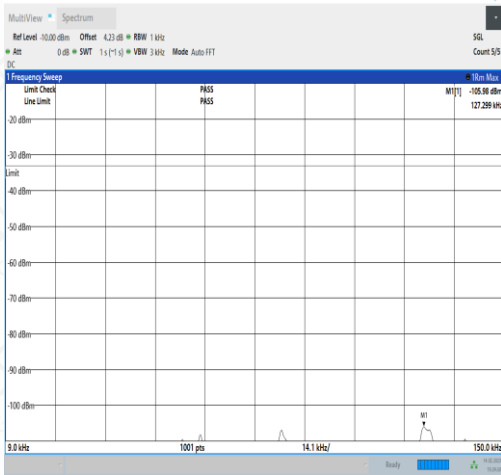 MultiView Spectrum
Ref Level -10.00 dBm Offset 4.23 dB RBW 1 kHz SGL
Att 0 dB SWT 1 s (~1 s) VBW 3 kHz Mode Auto FFT Count 5/5
DC
1 Frequency Sweep 1Rm Max
Limit Check PASS M1[1] -105.98 dBm
Line Limit PASS 127.299 kHz
-20 dBm
-30 dBm
Limit
-40 dBm
-50 dBm
-60 dBm
-70 dBm
-80 dBm
-90 dBm
-100 dBm
M1
9.0 kHz 1001 pts 14.1 kHz/ 150.0 kHz
Ready